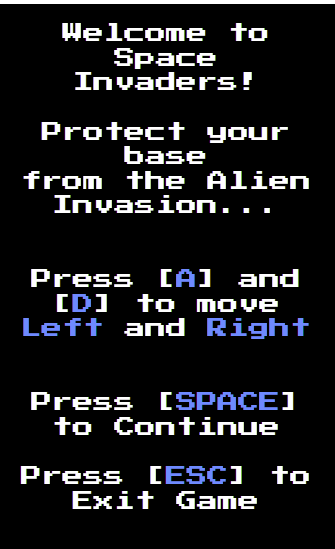 Welcome to
Space
Invaders!
Protect your
base
from the Alien
Invasion...
Press [A] and
[D] to move
Left and Right
Press [SPACE]
to Continue
Press [ESC] to
Exit Game